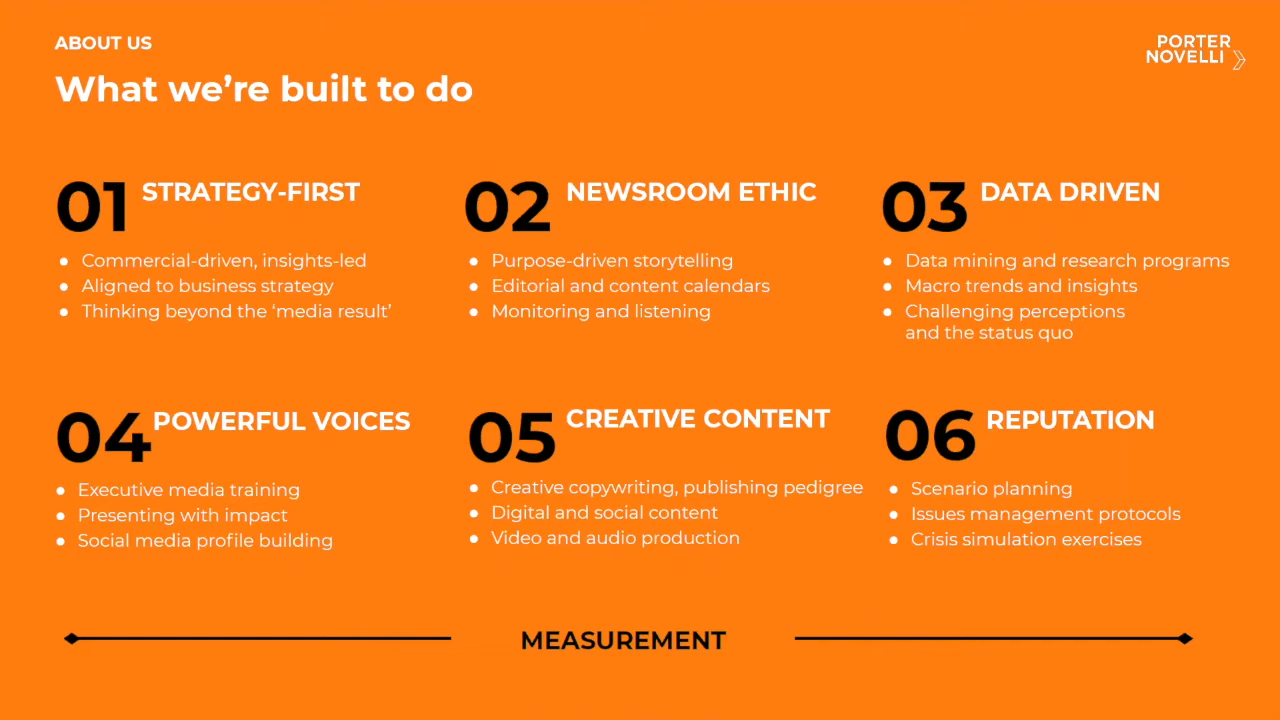 ABOUT US
PORTER
NOVELLI
What we’re built to do
01 STRATEGY-FIRST
• Commercial-driven, insights-led
• Aligned to business strategy
• Thinking beyond the ‘media result’
02 NEWSROOM ETHIC
• Purpose-driven storytelling
• Editorial and content calendars
• Monitoring and listening
03 DATA DRIVEN
• Data mining and research programs
• Macro trends and insights
• Challenging perceptions
and the status quo
04 POWERFUL VOICES
• Executive media training
• Presenting with impact
• Social media profile building
05 CREATIVE CONTENT
• Creative copywriting, publishing pedigree
• Digital and social content
• Video and audio production
06 REPUTATION
• Scenario planning
• Issues management protocols
• Crisis simulation exercises
MEASUREMENT